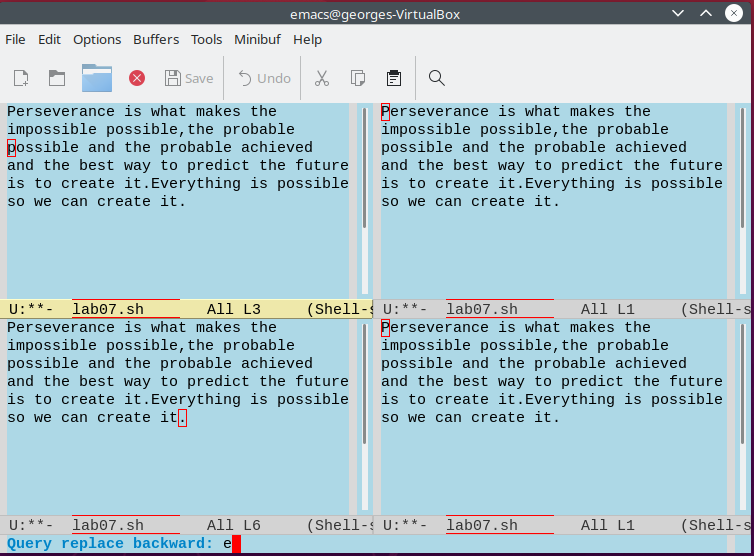 emacs@georges-VirtualBox
File Edit Options Buffers Tools Minibuf Help
Save Undo
Perseverance is what makes the
impossible possible,the probable
possible and the probable achieved
and the best way to predict the future
is to create it.Everything is possible
so we can create it.
U:**- lab07.sh All L3 (Shell-s
Perseverance is what makes the
impossible possible,the probable
possible and the probable achieved
and the best way to predict the future
is to create it.Everything is possible
so we can create it.
U:**- lab07.sh All L1 (Shell-s
Perseverance is what makes the
impossible possible,the probable
possible and the probable achieved
and the best way to predict the future
is to create it.Everything is possible
so we can create it.
U:**- lab07.sh All L6 (Shell-s
Perseverance is what makes the
impossible possible,the probable
possible and the probable achieved
and the best way to predict the future
is to create it.Everything is possible
so we can create it.
U:**- lab07.sh All L1 (Shell-s
Query replace backward: e